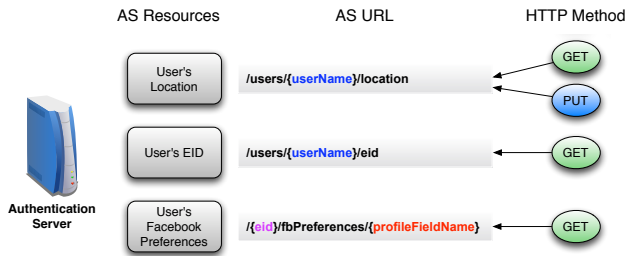 AS Resources AS URL HTTP Method
User's
Location
/users/{userName}/location
GET
PUT
User's EID
/users/{userName}/eid
GET
Authentication
Server
User's
Facebook
Preferences
/{eid}/fbPreferences/{profileFieldName}
GET